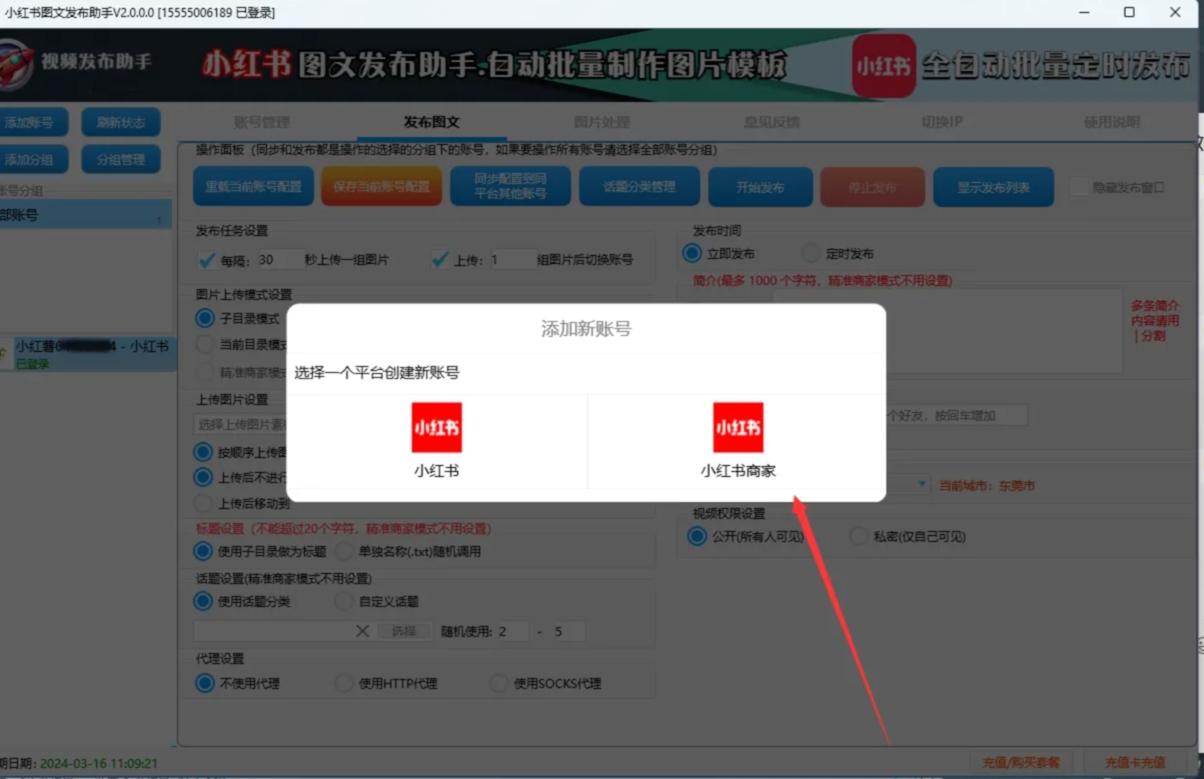 小红书图文发布助手V2.0.0.0 [15555006189 已登录]
视频发布助手
小红书 图文发布助手.自动批量制作图片模板
小红书
全自动批量定时发布
添加账号
刷新状态
添加分组
分组管理
账号管理
发布图文
图片处理
意见反馈
切换IP
使用说明
操作面板（同步和发布都是操作的选择的分组下的账号，如果要操作所有账号请选择全部账号分组）
重载当前账号配置
保存当前账号配置
同步配置到同
平台其他账号
话题分类管理
开始发布
停止发布
显示发布列表
隐藏发布窗口
账号分组
部账号
1
小红薯 4 - 小红书
已登录
发布任务设置
每隔: 30 秒上传一组图片
上传: 1 组图片后切换账号
发布时间
立即发布
定时发布
简介(最多 1000 个字符，精准商家模式不用设置)
多条简介
内容请用
| 分割
图片上传模式设置
子目录模式
当前目录模式
精准商家模
上传图片设置
选择上传图片素
按顺序上传图
上传后不进行
上传后移动到
添加新账号
选择一个平台创建新账号
小红书
小红书
小红书
小红书商家
个好友，按回车增加
当前城市：东莞市
视频权限设置
公开(所有人可见)
私密(仅自己可见)
标题设置（不能超过20个字符，精准商家模式不用设置)
使用子目录做为标题
单独名称(.txt)随机调用
话题设置(精准商家模式不用设置)
使用话题分类
自定义话题
选择
随机使用: 2 - 5
代理设置
不使用代理
使用HTTP代理
使用SOCKS代理
期日期: 2024-03-16 11:09:21
充值/购买套餐
充值卡充值